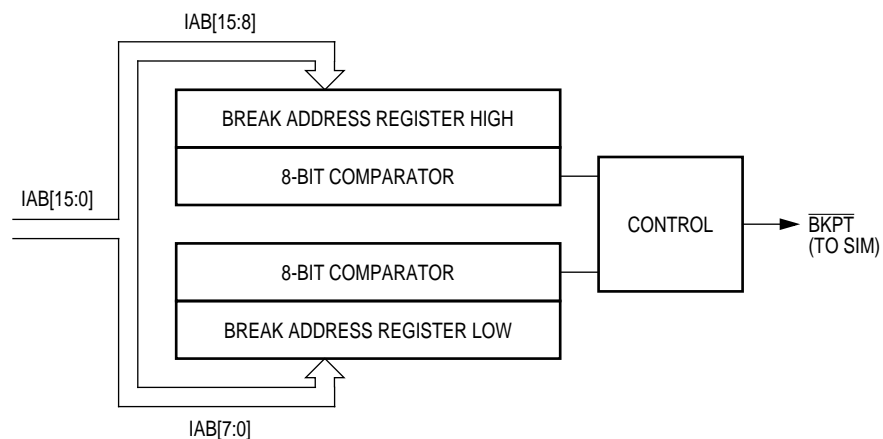 IAB[15:8]
BREAK ADDRESS REGISTER HIGH
8-BIT COMPARATOR
IAB[15:0]
CONTROL
BKPT
(TO SIM)
8-BIT COMPARATOR
BREAK ADDRESS REGISTER LOW
IAB[7:0]